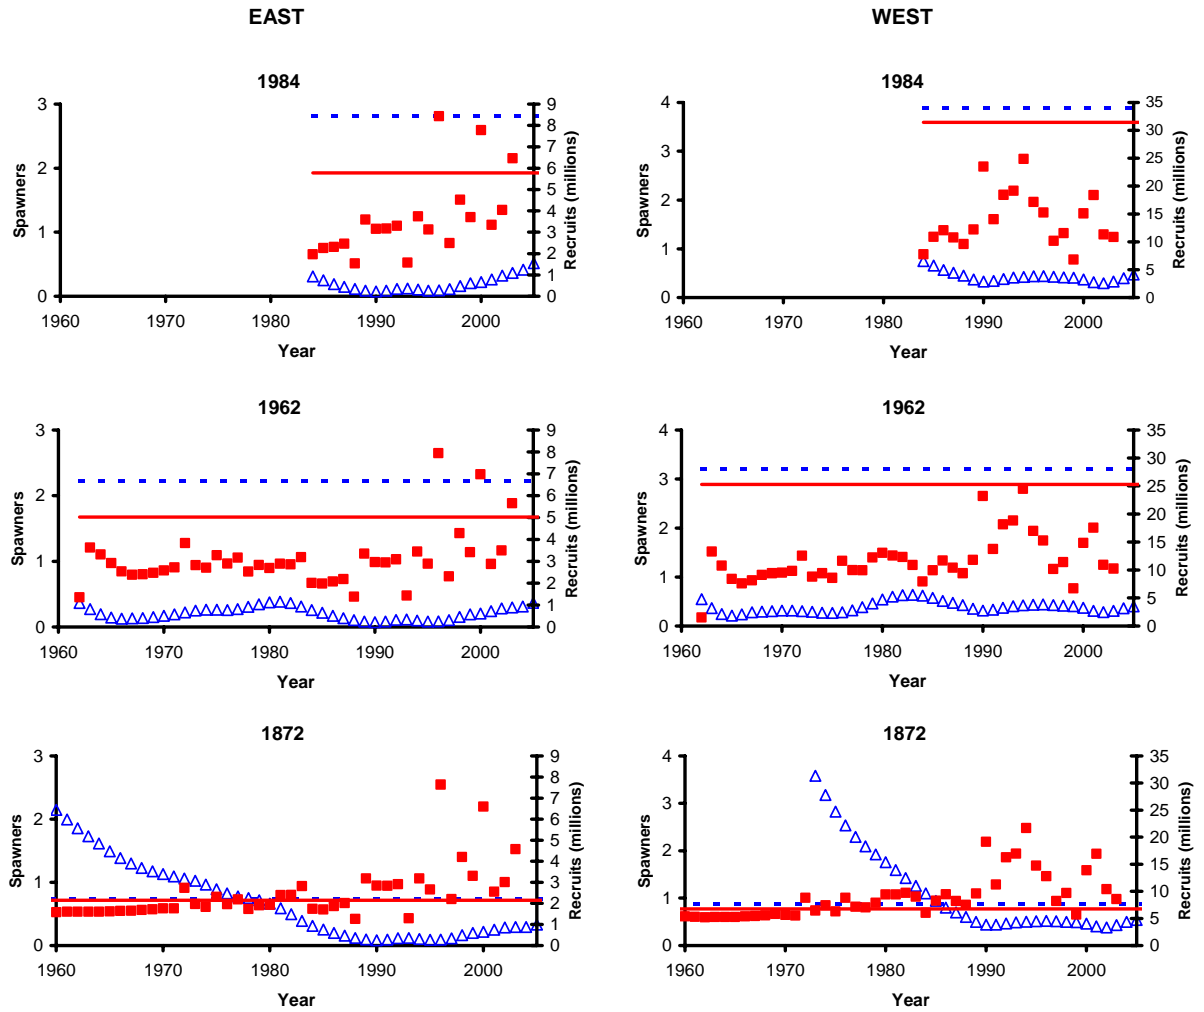 EAST WEST
1984 1984
3 9 4 35
8 30
7 3 25
2 6
5 2 20
4 15
1 3 1 10
2 5
1
0 0 0 0
Spawners Recruits (millions) Spawners Recruits (millions)
1960 1970 1980 1990 2000 1960 1970 1980 1990 2000
Year Year
1962 1962
3 9 4 35
8 30
7 3 25
2 6
5 2 20
4 15
1 3 1 10
2 5
1
0 0 0 0
Spawners Recruits (millions) Spawners Recruits (millions)
1960 1970 1980 1990 2000 1960 1970 1980 1990 2000
Year Year
1872 1872
3 9 4 35
8 30
7 3 25
2 6
5 2 20
4 15
1 3 1 10
2 5
1
0 0 0 0
Spawners Recruits (millions) Spawners Recruits (millions)
1960 1970 1980 1990 2000 1960 1970 1980 1990 2000
Year Year